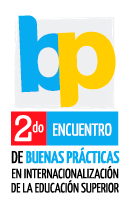 bp
2do ENCUENTRO
DE BUENAS PRÁCTICAS
EN INTERNACIONALIZACIÓN
DE LA EDUCACIÓN SUPERIOR